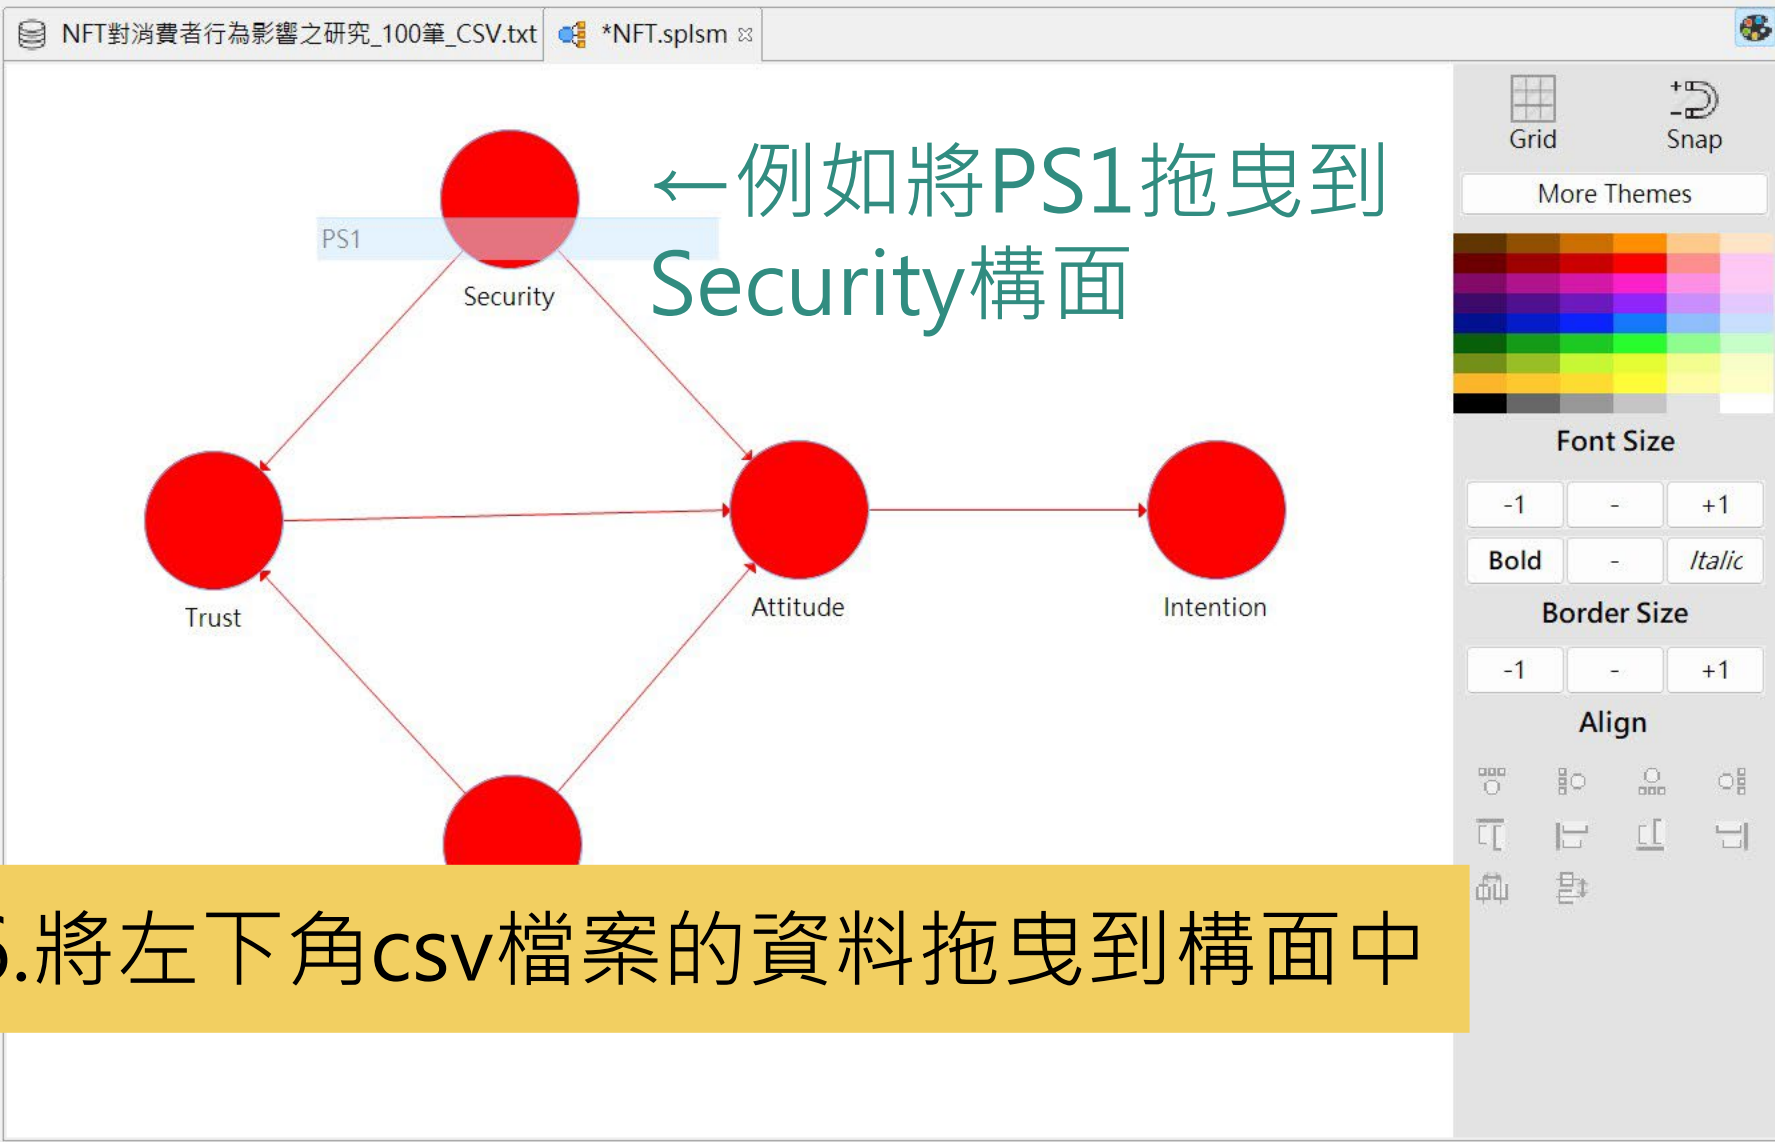 NFT對消費者行為影響之研究_100筆_CSV.txt
*NFT.splsm
Grid
Snap
More Themes
←例如將PS1拖曳到
Security構面
PS1
Security
Trust
Attitude
Intention
Font Size
-1 - +1
Bold - Italic
Border Size
-1 - +1
Align
.將左下角csv檔案的資料拖曳到構面中